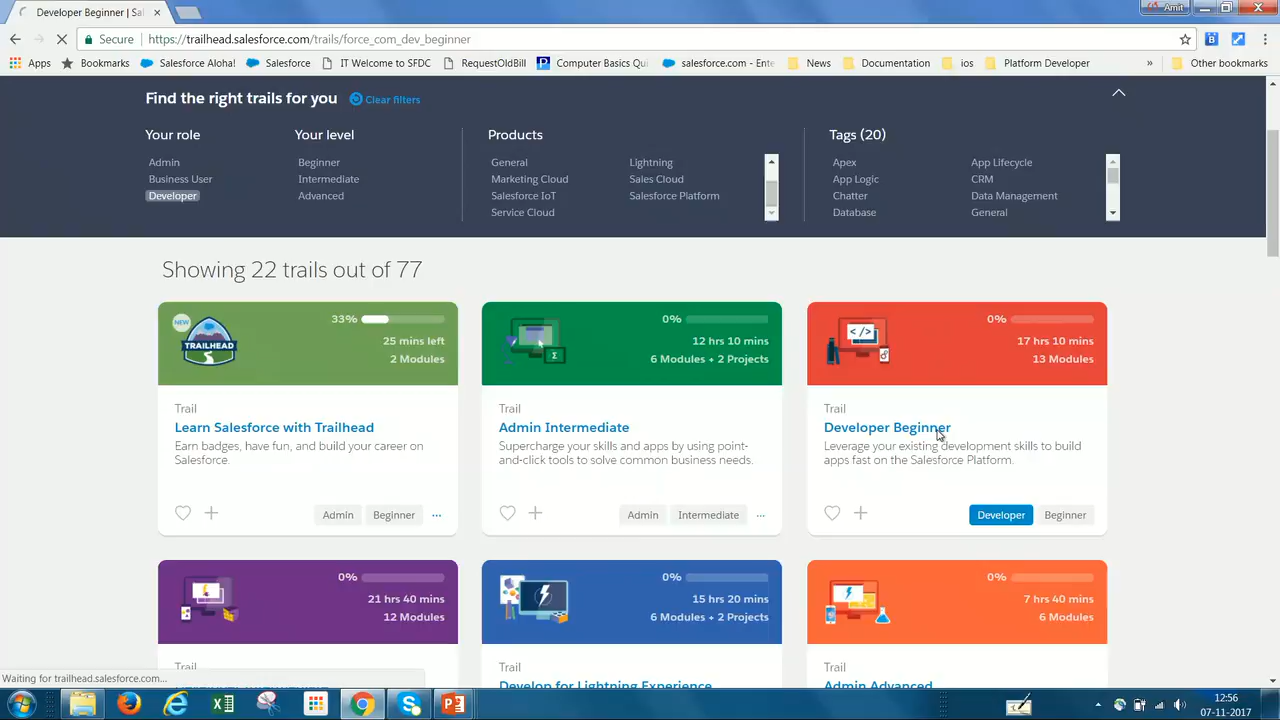 Developer Beginner | Sal
Amit
Secure
https://trailhead.salesforce.com/trails/force_com_dev_beginner
Apps
Bookmarks
Salesforce Aloha!
Salesforce
IT Welcome to SFDC
RequestOldBill
Computer Basics Qui
salesforce.com - Ente
News
Documentation
ios
Platform Developer
»
Other bookmarks
Find the right trails for you
Clear filters
Your role
Admin
Business User
Developer
Your level
Beginner
Intermediate
Advanced
Products
General
Marketing Cloud
Salesforce IoT
Service Cloud
Lightning
Sales Cloud
Salesforce Platform
Tags (20)
Apex
App Logic
Chatter
Database
App Lifecycle
CRM
Data Management
General
Showing 22 trails out of 77
NEW
TRAILHEAD
33%
25 mins left
2 Modules
Trail
Learn Salesforce with Trailhead
Earn badges, have fun, and build your career on
Salesforce.
Admin
Beginner
...
0%
12 hrs 10 mins
6 Modules + 2 Projects
Trail
Admin Intermediate
Supercharge your skills and apps by using point-
and-click tools to solve common business needs.
Admin
Intermediate
...
</>
0%
17 hrs 10 mins
13 Modules
Trail
Developer Beginner
Leverage your existing development skills to build
apps fast on the Salesforce Platform.
Developer
Beginner
0%
21 hrs 40 mins
12 Modules
Trail
0%
15 hrs 20 mins
6 Modules + 2 Projects
Trail
Develop for Lightning Experience
0%
7 hrs 40 mins
6 Modules
Trail
Admin Advanced
Waiting for trailhead.salesforce.com...
12:56
07-11-2017